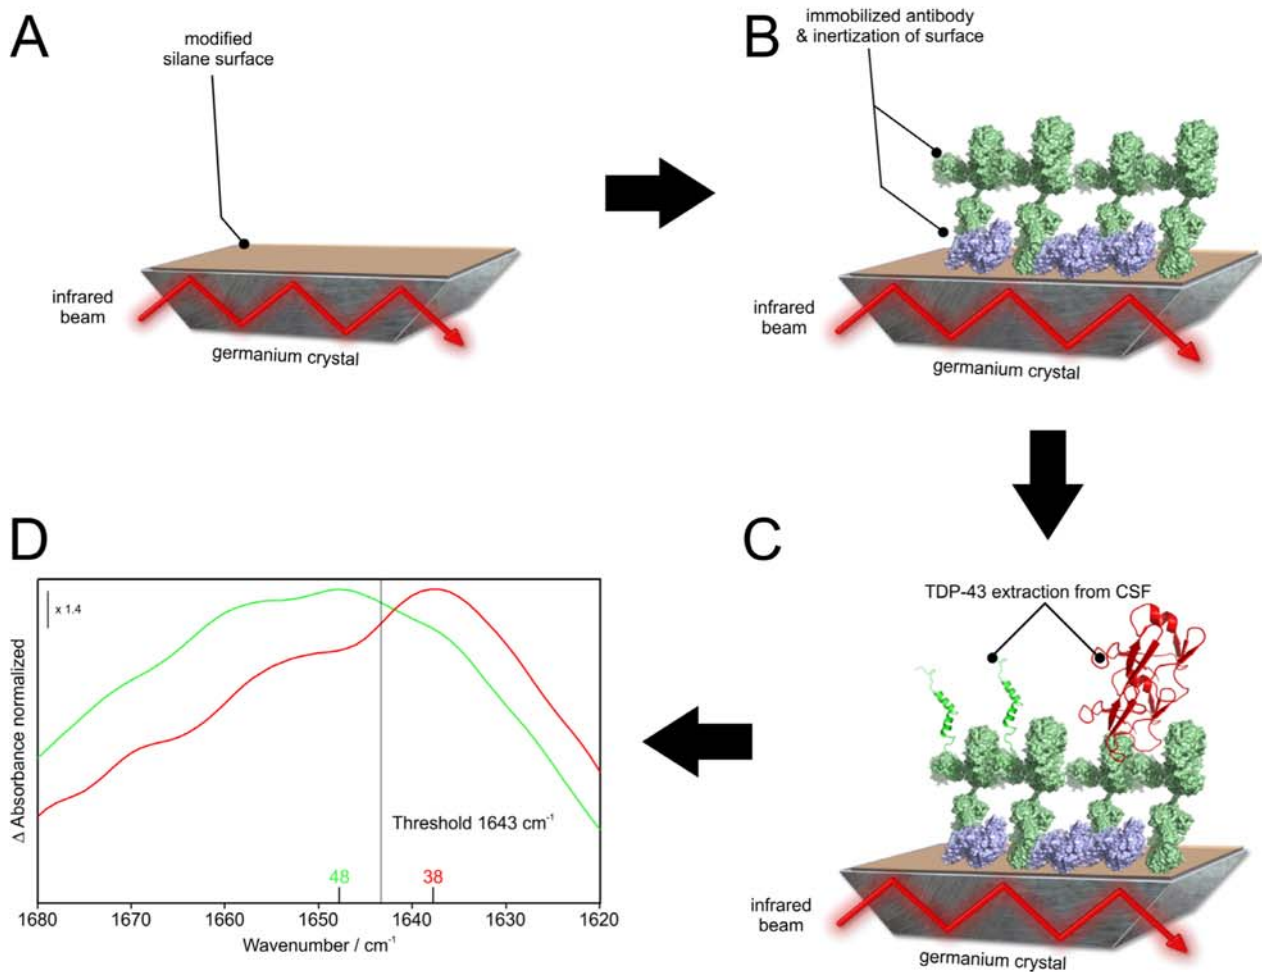 A
modified
silane surface
infrared
beam
germanium crystal
B
immobilized antibody
& inertization of surface
infrared
beam
germanium crystal
C
TDP-43 extraction from CSF
infrared
beam
germanium crystal
D
x 1.4
Δ Absorbance normalized
Threshold 1643 cm⁻¹
48 38
1680 1670 1660 1650 1640 1630 1620
Wavenumber / cm⁻¹